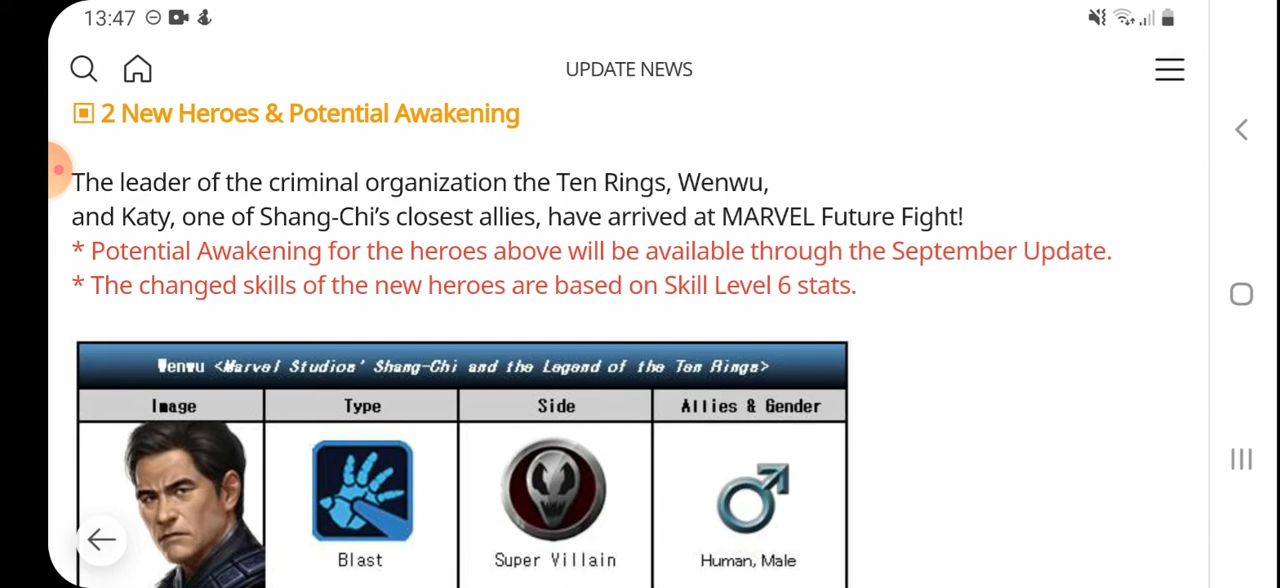 13:47
UPDATE NEWS
2 New Heroes & Potential Awakening
The leader of the criminal organization the Ten Rings, Wenwu,
and Katy, one of Shang-Chi’s closest allies, have arrived at MARVEL Future Fight!
* Potential Awakening for the heroes above will be available through the September Update.
* The changed skills of the new heroes are based on Skill Level 6 stats.
Wenwu <Marvel Studios' Shang-Chi and the Legend of the Ten Rings>
Image Type Side Allies & Gender
Blast Super Villain Human, Male